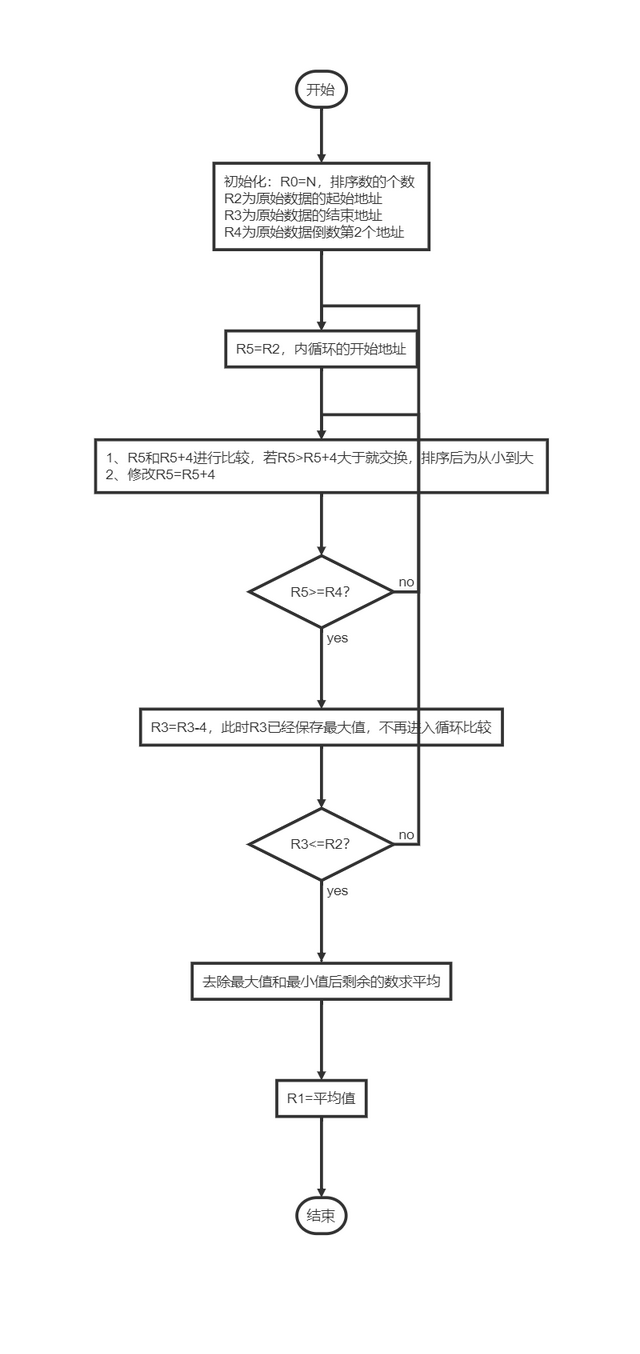 开始
初始化：R0=N，排序数的个数
R2为原始数据的起始地址
R3为原始数据的结束地址
R4为原始数据倒数第2个地址
R5=R2，内循环的开始地址
1、R5和R5+4进行比较，若R5>R5+4大于就交换，排序后为从小到大
2、修改R5=R5+4
R5>=R4?
no
yes
R3=R3-4，此时R3已经保存最大值，不再进入循环比较
R3<=R2?
no
yes
去除最大值和最小值后剩余的数求平均
R1=平均值
结束